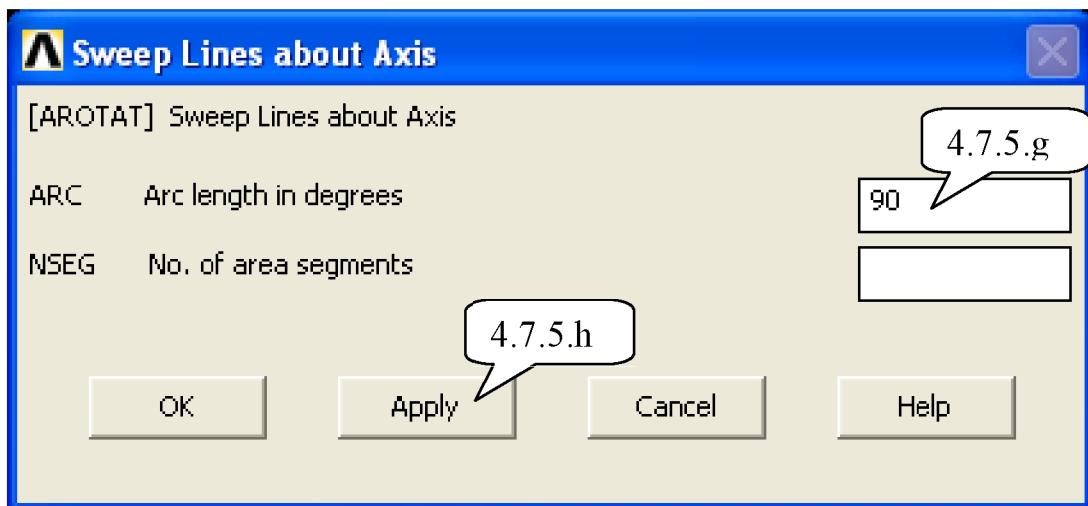 Sweep Lines about Axis
[AROTAT] Sweep Lines about Axis
4.7.5.g
ARC Arc length in degrees 90
NSEG No. of area segments
4.7.5.h
OK Apply Cancel Help